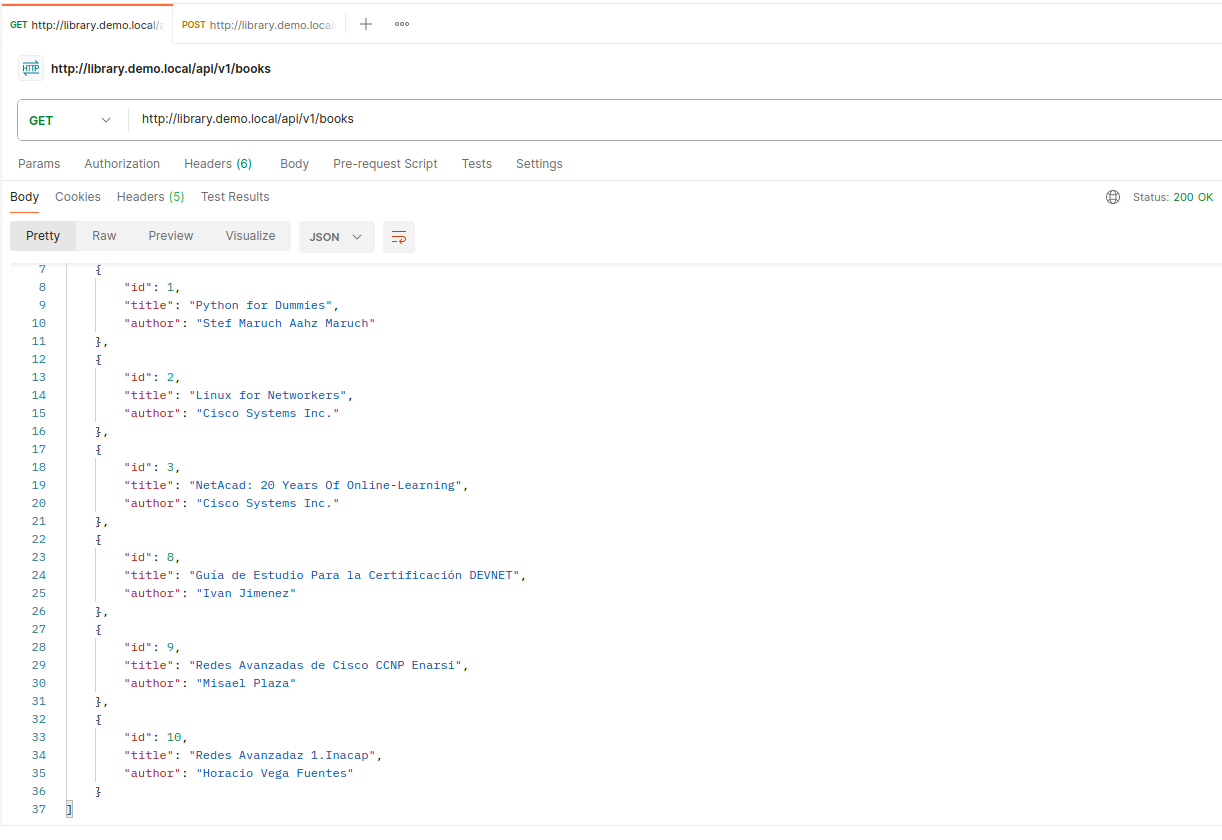 GET http://library.demo.local/a
POST http://library.demo.local
HTTP http://library.demo.local/api/v1/books
GET http://library.demo.local/api/v1/books
Params Authorization Headers (6) Body Pre-request Script Tests Settings
Body Cookies Headers (5) Test Results Status: 200 OK
Pretty Raw Preview Visualize JSON
7 {
8 "id": 1,
9 "title": "Python for Dummies",
10 "author": "Stef Maruch Aahz Maruch"
11 },
12 {
13 "id": 2,
14 "title": "Linux for Networkers",
15 "author": "Cisco Systems Inc."
16 },
17 {
18 "id": 3,
19 "title": "NetAcad: 20 Years Of Online-Learning",
20 "author": "Cisco Systems Inc."
21 },
22 {
23 "id": 8,
24 "title": "Guía de Estudio Para la Certificación DEVNET",
25 "author": "Ivan Jimenez"
26 },
27 {
28 "id": 9,
29 "title": "Redes Avanzadas de Cisco CCNP Enarsi",
30 "author": "Misael Plaza"
31 },
32 {
33 "id": 10,
34 "title": "Redes Avanzadaz 1.Inacap",
35 "author": "Horacio Vega Fuentes"
36 }
37 ]